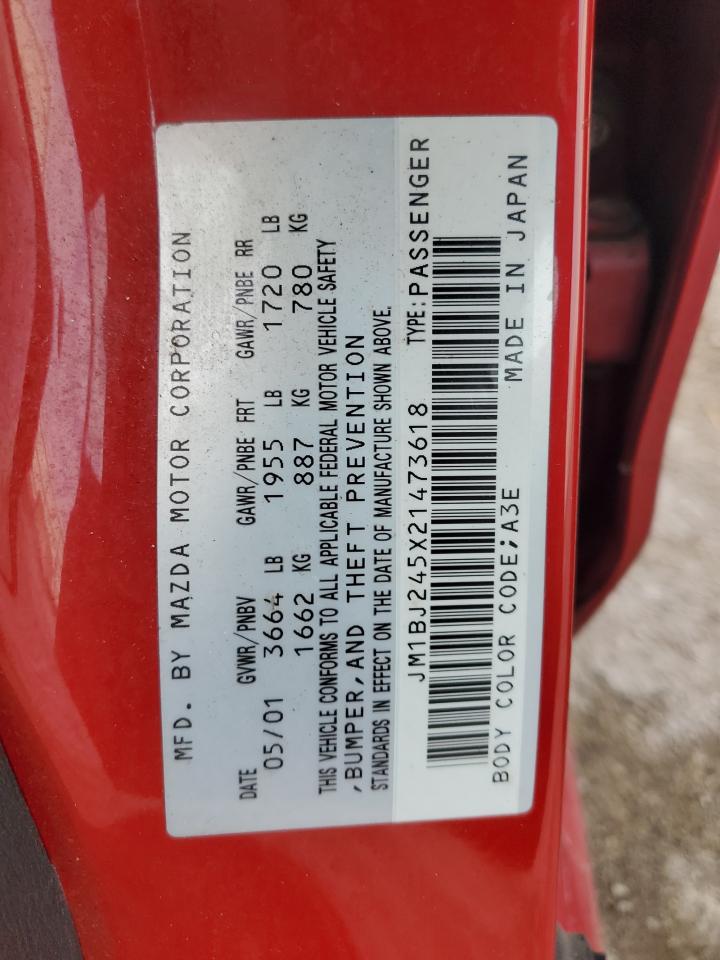 MFD. BY MAZDA MOTOR CORPORATION
DATE GVWR/PNBV GAWR/PNBE FRT GAWR/PNBE RR
05/01 3664 LB 1955 LB 1720 LB
1662 KG 887 KG 780 KG
THIS VEHICLE CONFORMS TO ALL APPLICABLE FEDERAL MOTOR VEHICLE SAFETY
,BUMPER,AND THEFT PREVENTION
STANDARDS IN EFFECT ON THE DATE OF MANUFACTURE SHOWN ABOVE.
JM1BJ245X21473618 TYPE:PASSENGER
BODY COLOR CODE;A3E MADE IN JAPAN